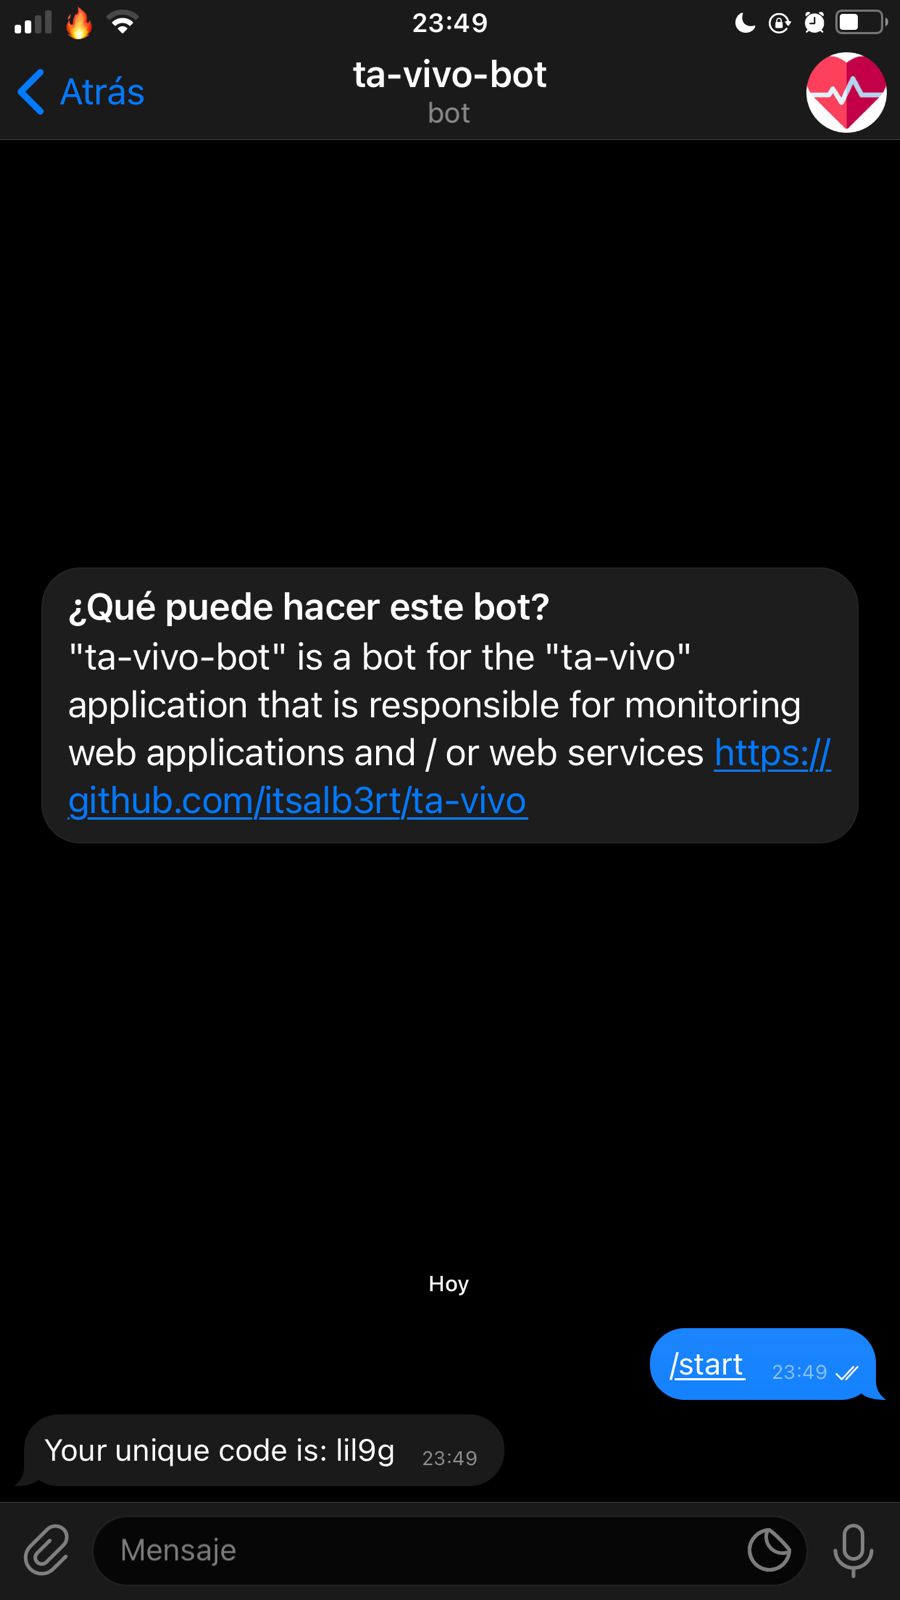 23:49
Atrás
ta-vivo-bot
bot
¿Qué puede hacer este bot?
"ta-vivo-bot" is a bot for the "ta-vivo"
application that is responsible for monitoring
web applications and / or web services https://
github.com/itsalb3rt/ta-vivo
Hoy
/start 23:49
Your unique code is: lil9g 23:49
Mensaje